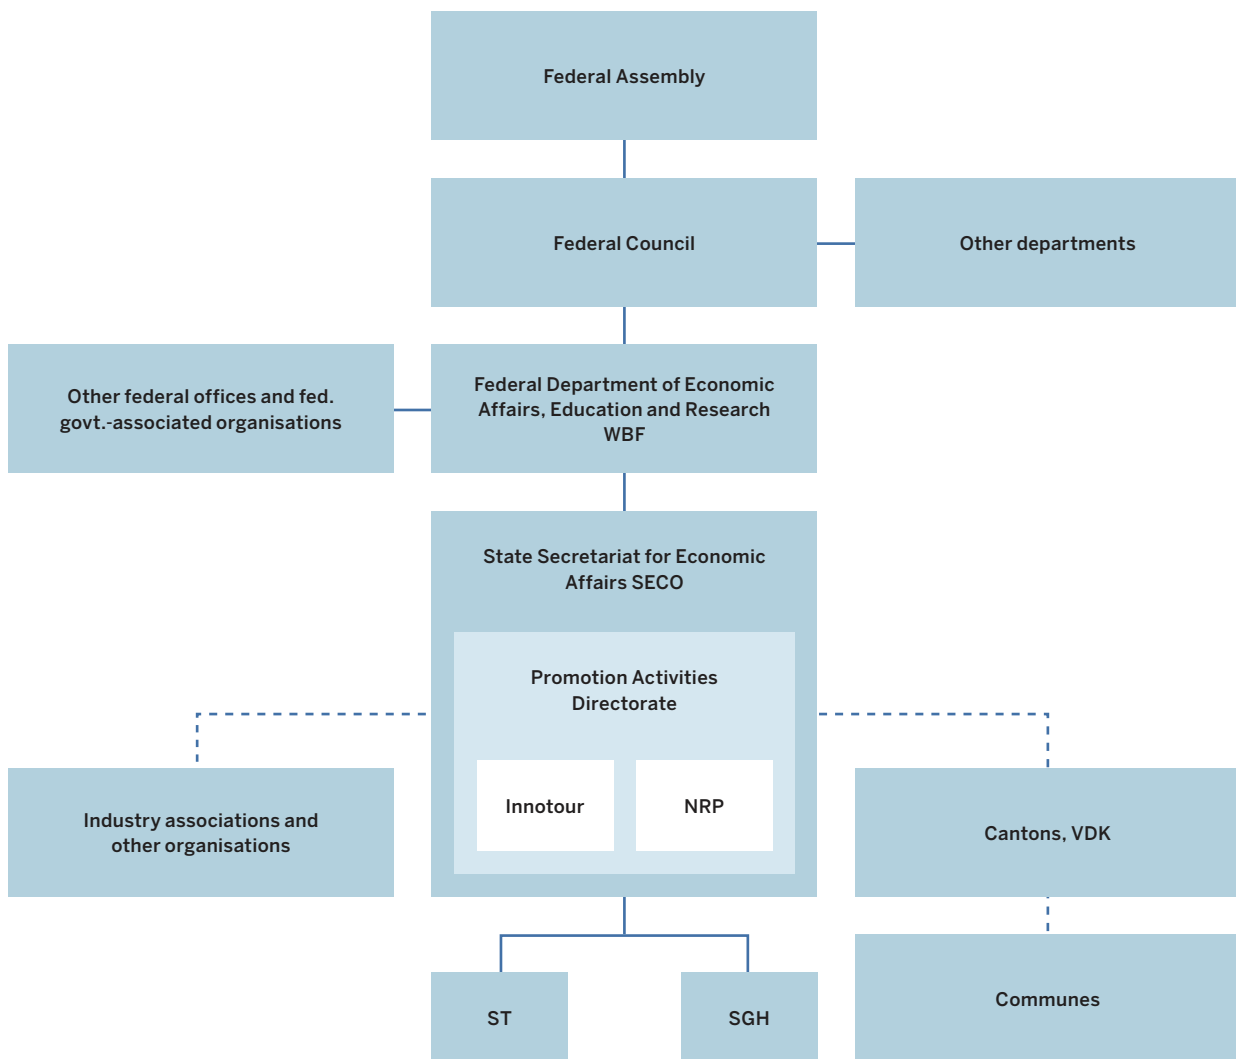 Federal Assembly
Federal Council
Other departments
Other federal offices and fed.
govt.-associated organisations
Federal Department of Economic
Affairs, Education and Research
WBF
State Secretariat for Economic
Affairs SECO
Promotion Activities
Directorate
Innotour
NRP
Industry associations and
other organisations
Cantons, VDK
Communes
ST
SGH